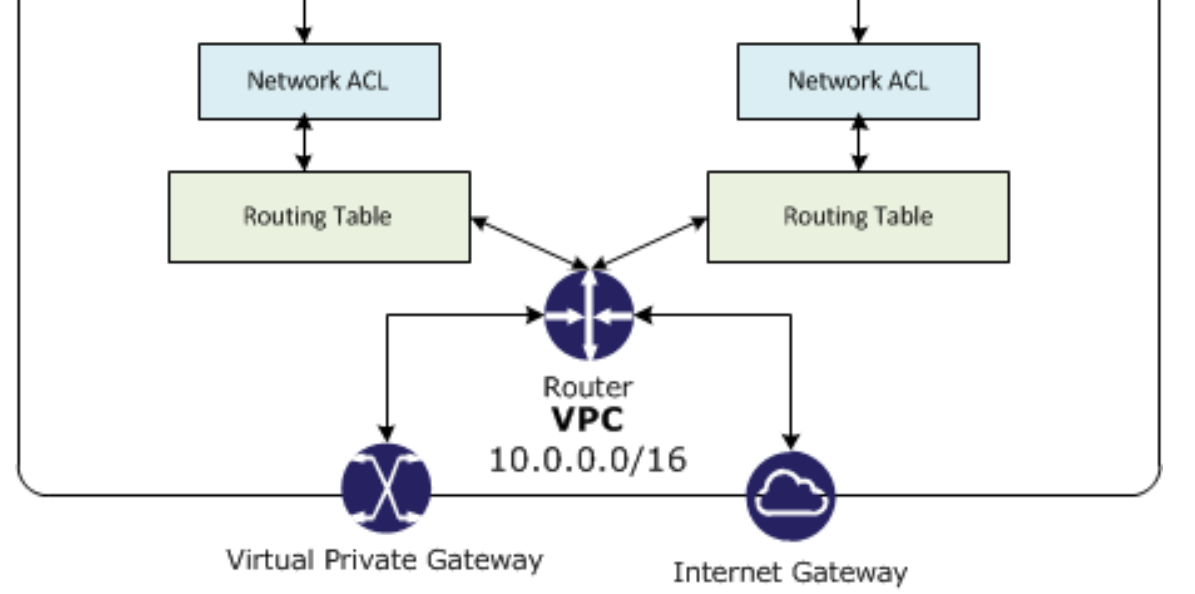 Network ACL
Network ACL
Routing Table
Routing Table
Router
VPC
10.0.0.0/16
Virtual Private Gateway
Internet Gateway